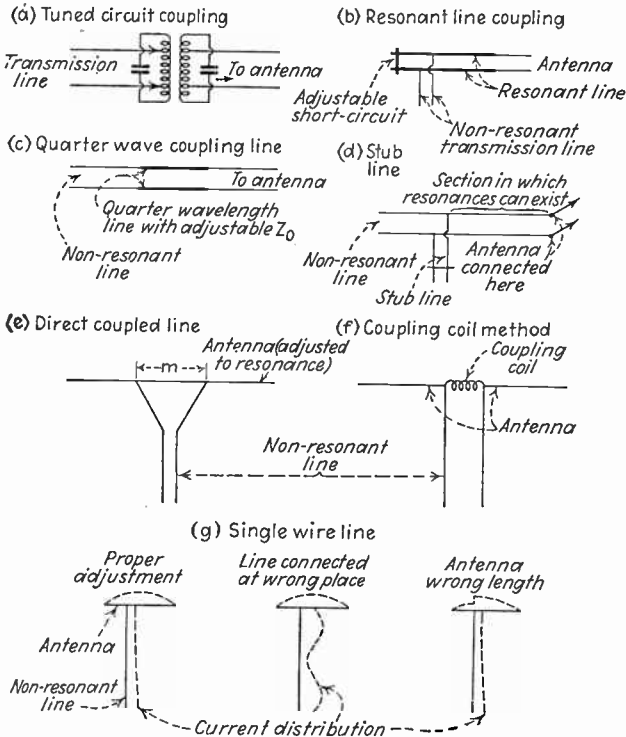 (a) Tuned circuit coupling
Transmission
line
To antenna
(b) Resonant line coupling
Antenna
Resonant line
Adjustable
short-circuit
Non-resonant
transmission line
(c) Quarter wave coupling line
To antenna
Quarter wavelength
line with adjustable Z0
Non-resonant
line
(d) Stub
line
Section in which
resonances can exist
Non-resonant
line
Stub line
Antenna
connected
here
(e) Direct coupled line
m
Antenna (adjusted
to resonance)
(f) Coupling coil method
Coupling
coil
Antenna
Non-resonant
line
(g) Single wire line
Proper
adjustment
Line connected
at wrong place
Antenna
wrong length
Antenna
Non-resonant
line
Current distribution